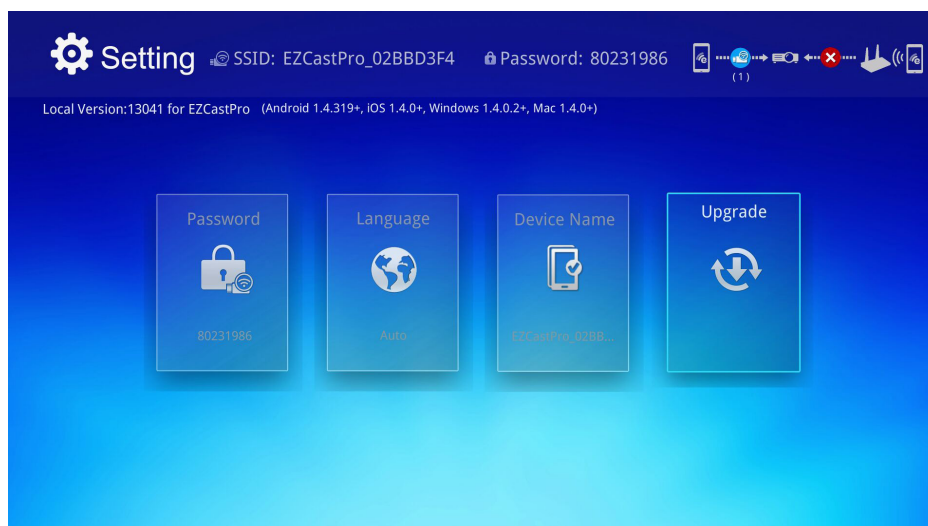 Setting SSID: EZCastPro_02BBD3F4 Password: 80231986
(1)
Local Version:13041 for EZCastPro (Android 1.4.319+, iOS 1.4.0+, Windows 1.4.0.2+, Mac 1.4.0+)
Password Language Device Name Upgrade
80231986 Auto EZCastPro_02BB...